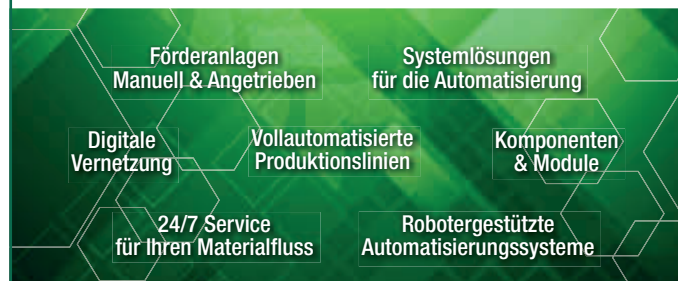 Förderanlagen
Manuell & Angetrieben
Systemlösungen
für die Automatisierung
Digitale
Vernetzung
Vollautomatisierte
Produktionslinien
Komponenten
& Module
24/7 Service
für Ihren Materialfluss
Robotergestützte
Automatisierungssysteme